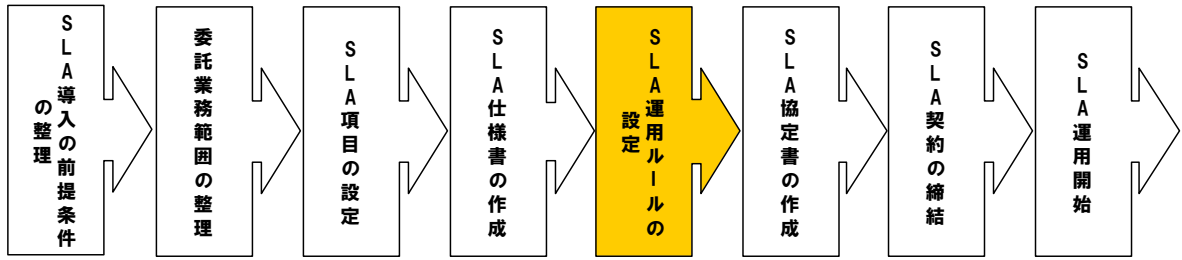 SLA導入の前提条件
の整理
委託業務範囲の整理
SLA項目の設定
SLA仕様書の作成
SLA運用ルールの
設定
SLA協定書の作成
SLA契約の締結
SLA運用開始